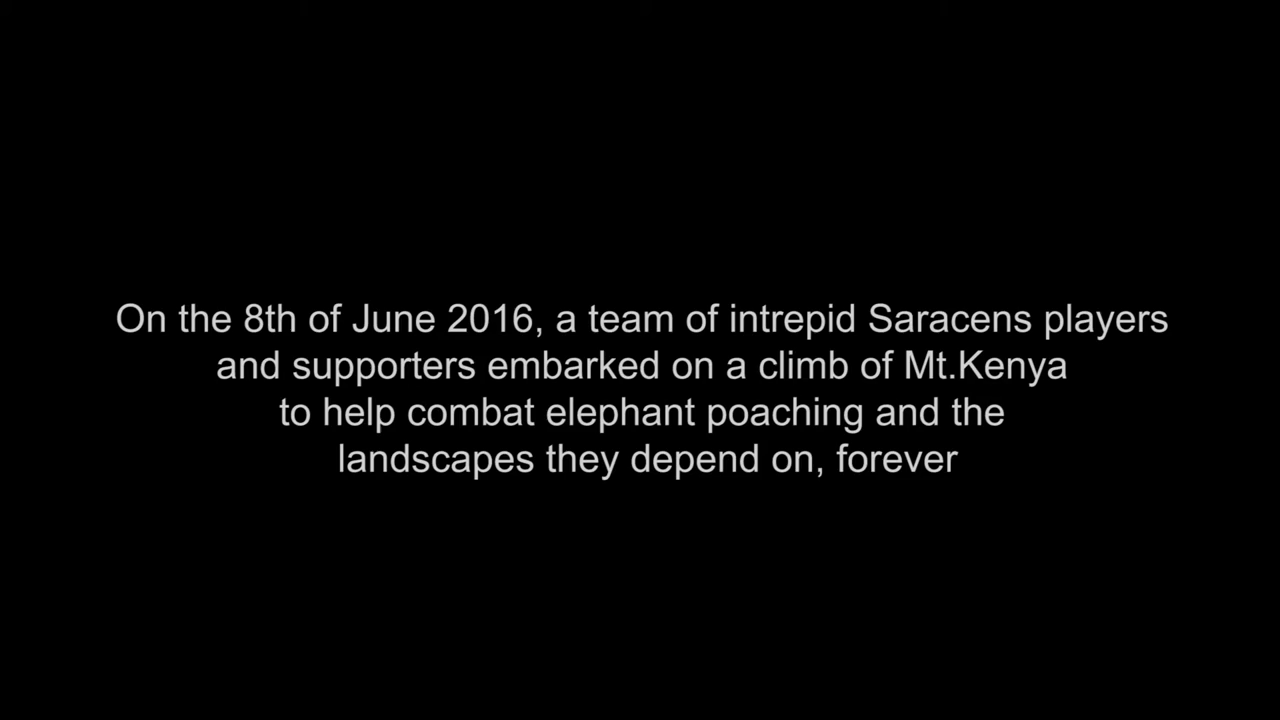 On the 8th of June 2016, a team of intrepid Saracens players
and supporters embarked on a climb of Mt.Kenya
to help combat elephant poaching and the
landscapes they depend on, forever